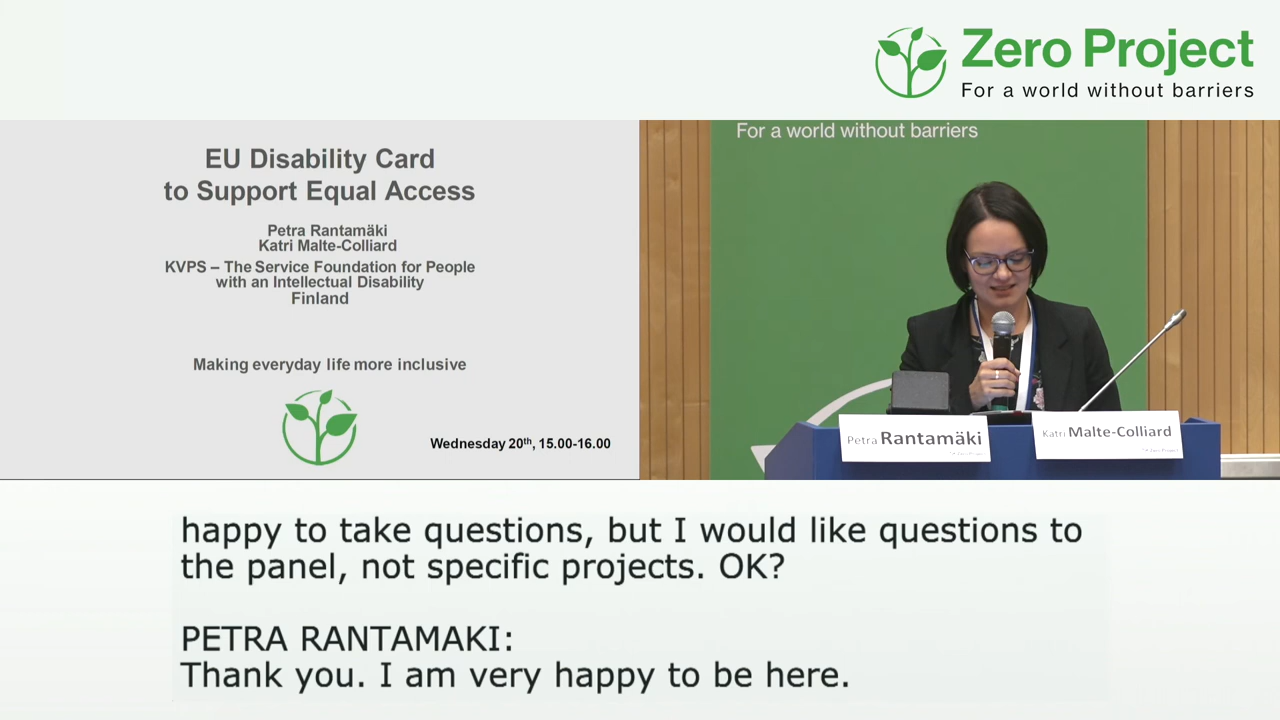 Zero Project
For a world without barriers
EU Disability Card
to Support Equal Access
Petra Rantamäki
Katri Malte-Colliard
KVPS – The Service Foundation for People
with an Intellectual Disability
Finland
Making everyday life more inclusive
Wednesday 20th, 15.00-16.00
For a world without barriers
Petra Rantamäki
Katri Malte-Colliard
happy to take questions, but I would like questions to
the panel, not specific projects. OK?
PETRA RANTAMAKI:
Thank you. I am very happy to be here.